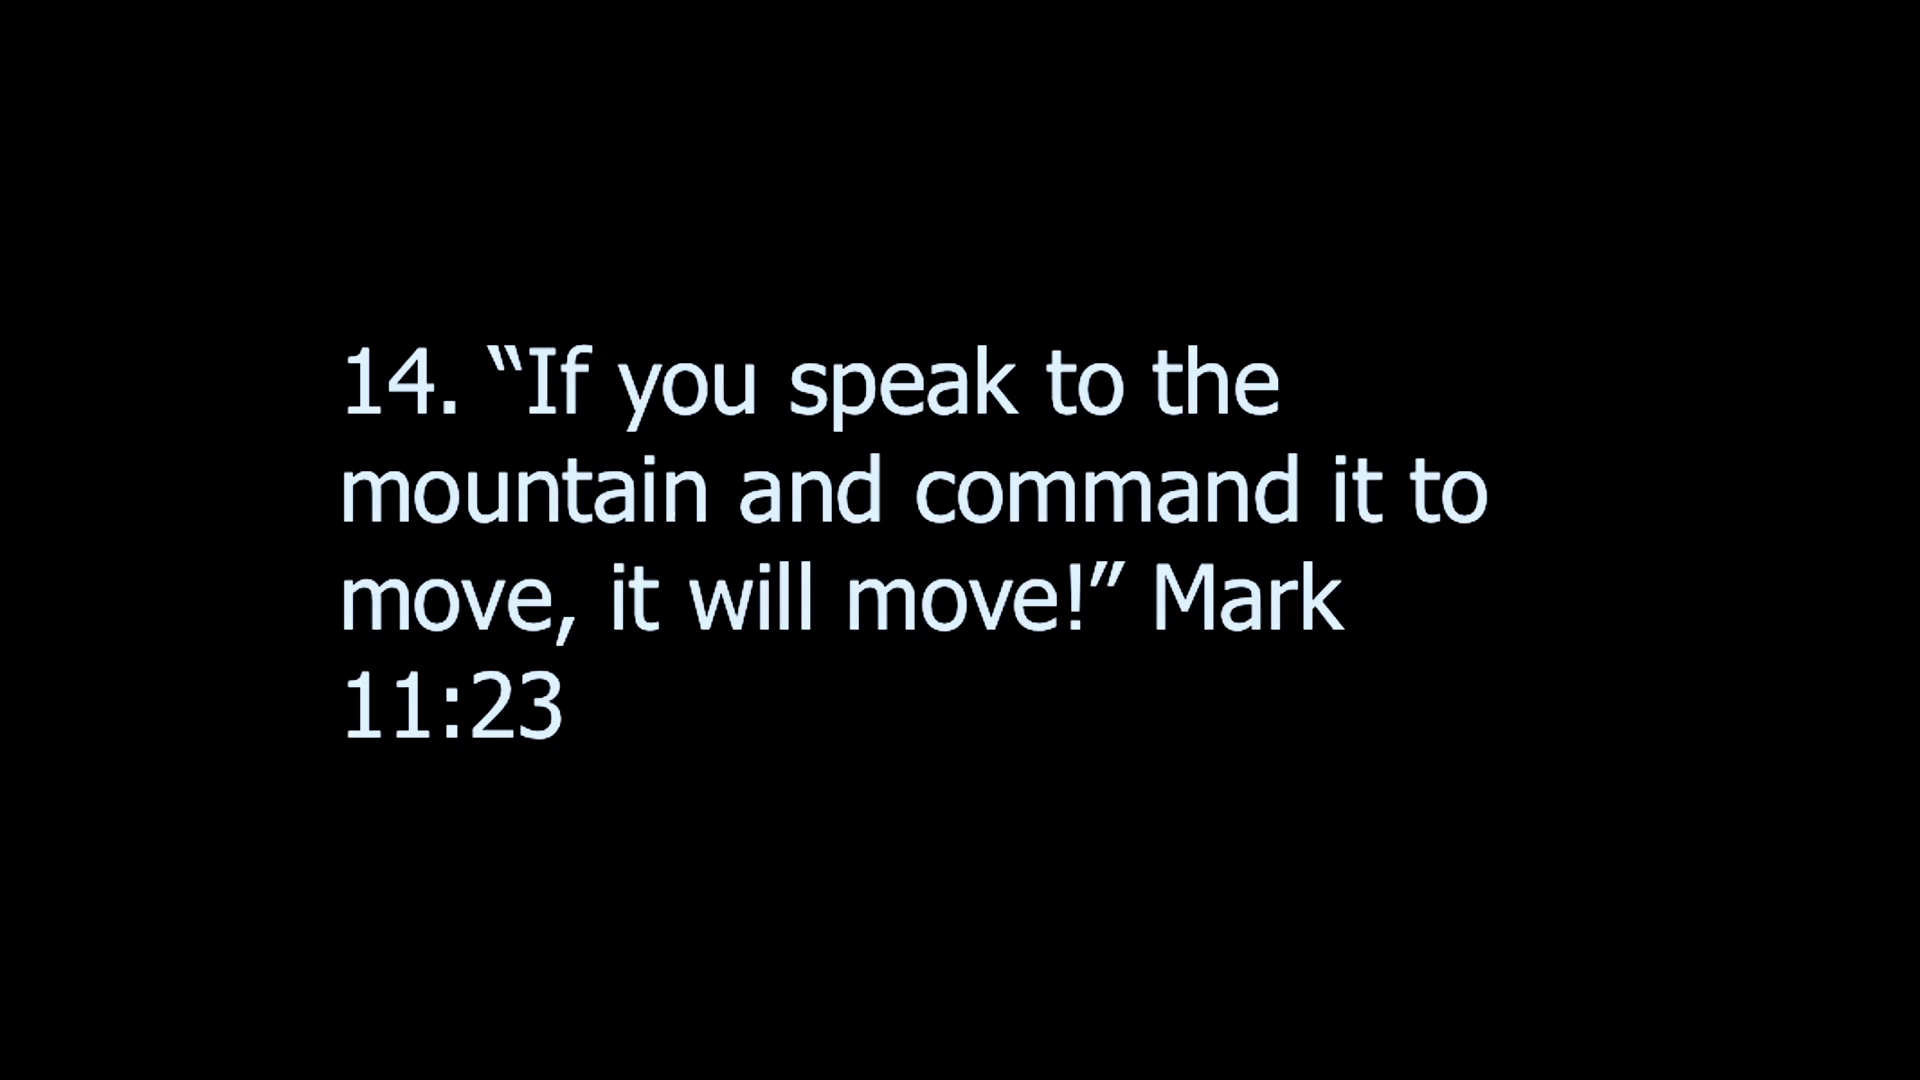 14. “If you speak to the
mountain and command it to
move, it will move!” Mark
11:23